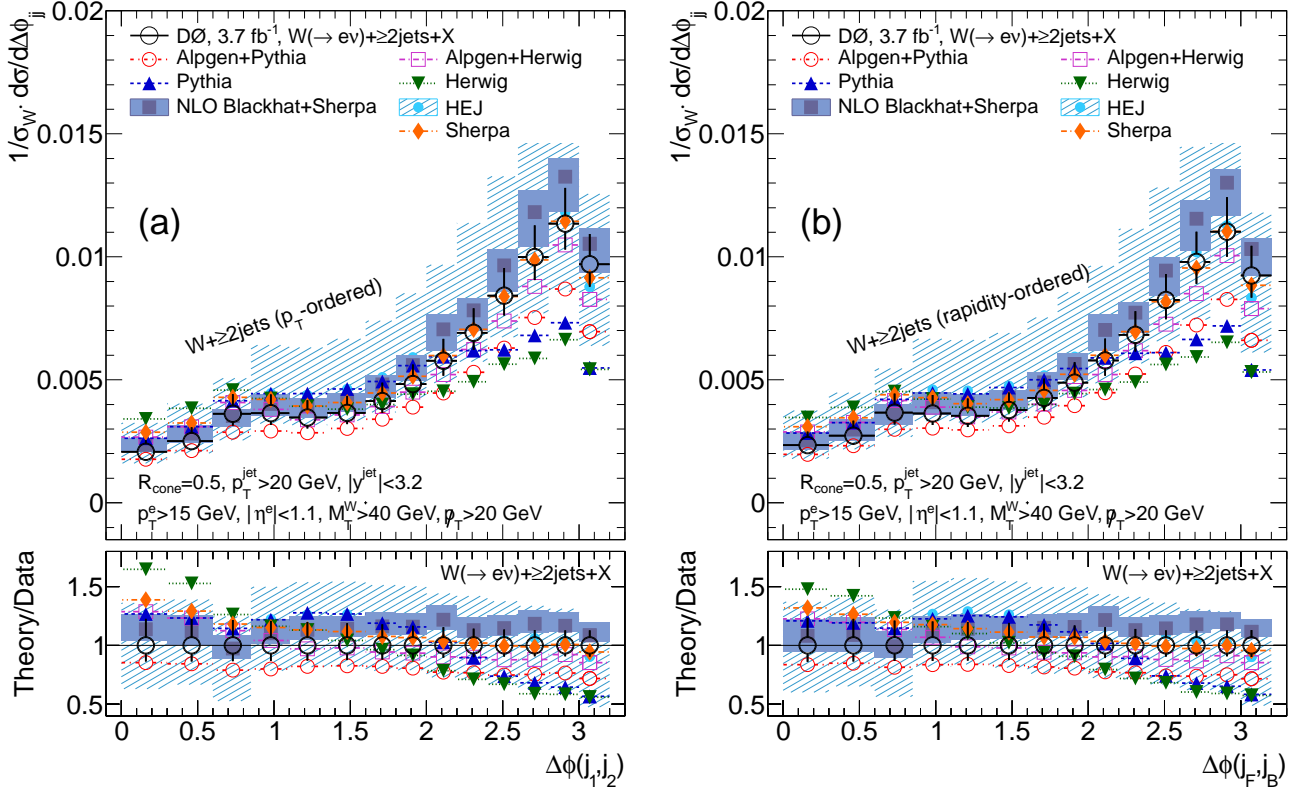 1/σ_W · dσ/dΔφ_jj
DØ, 3.7 fb⁻¹, W(→ eν)+≥2jets+X
Alpgen+Pythia
Alpgen+Herwig
Pythia
Herwig
NLO Blackhat+Sherpa
HEJ
Sherpa
0.02
0.015
0.01
0.005
0
(a)
W+≥2jets (p_T-ordered)
R_cone=0.5, p_T^jet>20 GeV, |y^jet|<3.2
p_T^e>15 GeV, |η^e|<1.1, M_T^W>40 GeV, p̸_T>20 GeV
Theory/Data
W(→ eν)+≥2jets+X
1.5
1
0.5
0 0.5 1 1.5 2 2.5 3
Δφ(j_1,j_2)
1/σ_W · dσ/dΔφ_jj
DØ, 3.7 fb⁻¹, W(→ eν)+≥2jets+X
Alpgen+Pythia
Alpgen+Herwig
Pythia
Herwig
NLO Blackhat+Sherpa
HEJ
Sherpa
0.02
0.015
0.01
0.005
0
(b)
W+≥2jets (rapidity-ordered)
R_cone=0.5, p_T^jet>20 GeV, |y^jet|<3.2
p_T^e>15 GeV, |η^e|<1.1, M_T^W>40 GeV, p̸_T>20 GeV
Theory/Data
W(→ eν)+≥2jets+X
1.5
1
0.5
0 0.5 1 1.5 2 2.5 3
Δφ(j_F,j_B)